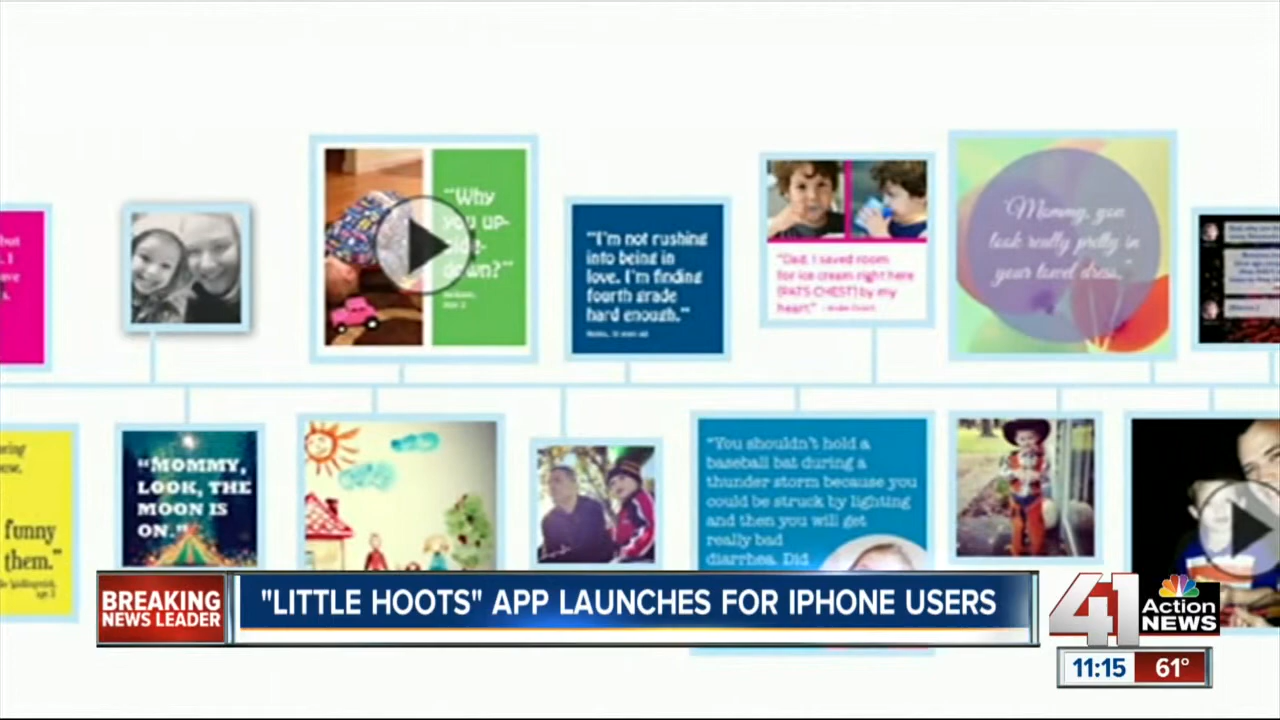 "Why
you up-
side-
down?"
"I'm not rushing
into being in
love. I'm finding
fourth grade
hard enough."
"Dad, I saved room
for ice cream right here
(PATS CHEST) by my
heart."
"Mommy, you
look really pretty in
your towel dress."
funny
them."
"MOMMY,
LOOK, THE
MOON IS
ON."
"You shouldn't hold a
baseball bat during a
thunder storm because you
could be struck by lighting
and then you will get
really bad
diarrhea. Did
BREAKING
NEWS LEADER
"LITTLE HOOTS" APP LAUNCHES FOR IPHONE USERS
41
Action
NEWS
11:15 61°